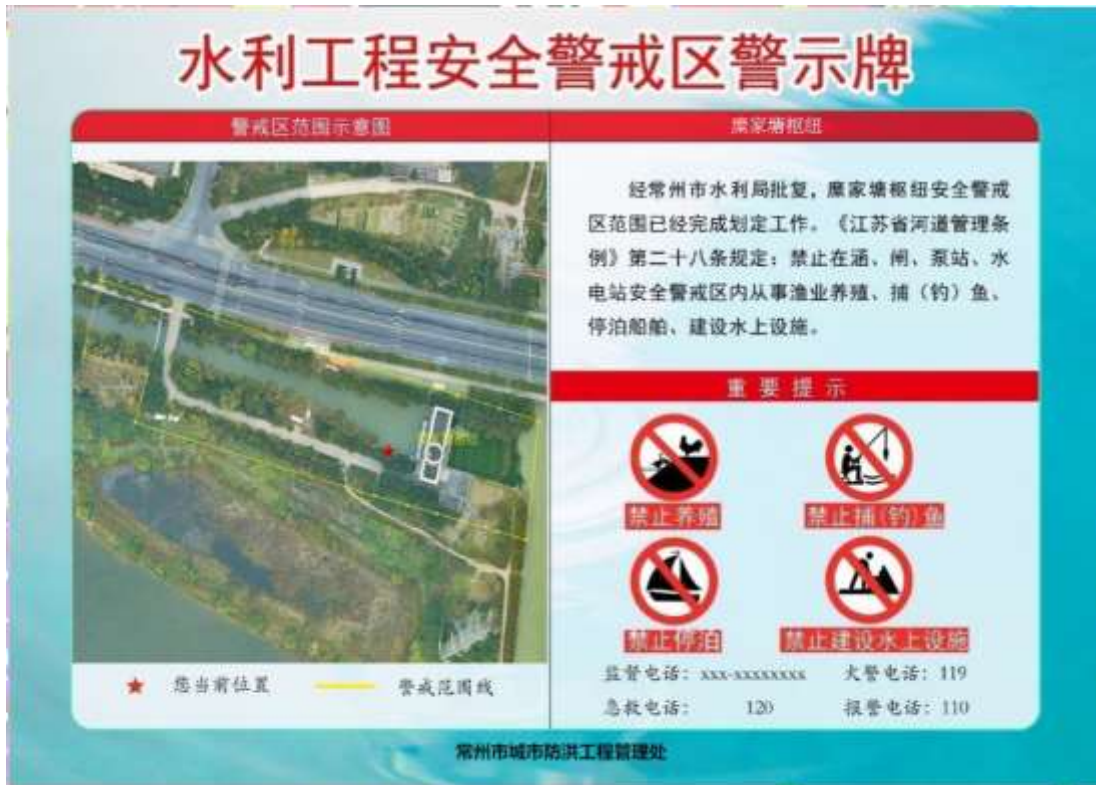 水利工程安全警戒区警示牌
警戒区范围示意图
糜家塘枢纽
经常州市水利局批复，糜家塘枢纽安全警戒
区范围已经完成划定工作。《江苏省河道管理条
例》第二十八条规定：禁止在涵、闸、泵站、水
电站安全警戒区内从事渔业养殖、捕（钓）鱼、
停泊船舶、建设水上设施。
重要提示
禁止养殖
禁止捕（钓）鱼
禁止停泊
禁止建设水上设施
监督电话：xxx-xxxxxxxx 火警电话：119
急救电话： 120 报警电话：110
您当前位置 警戒范围线
常州市城市防洪工程管理处